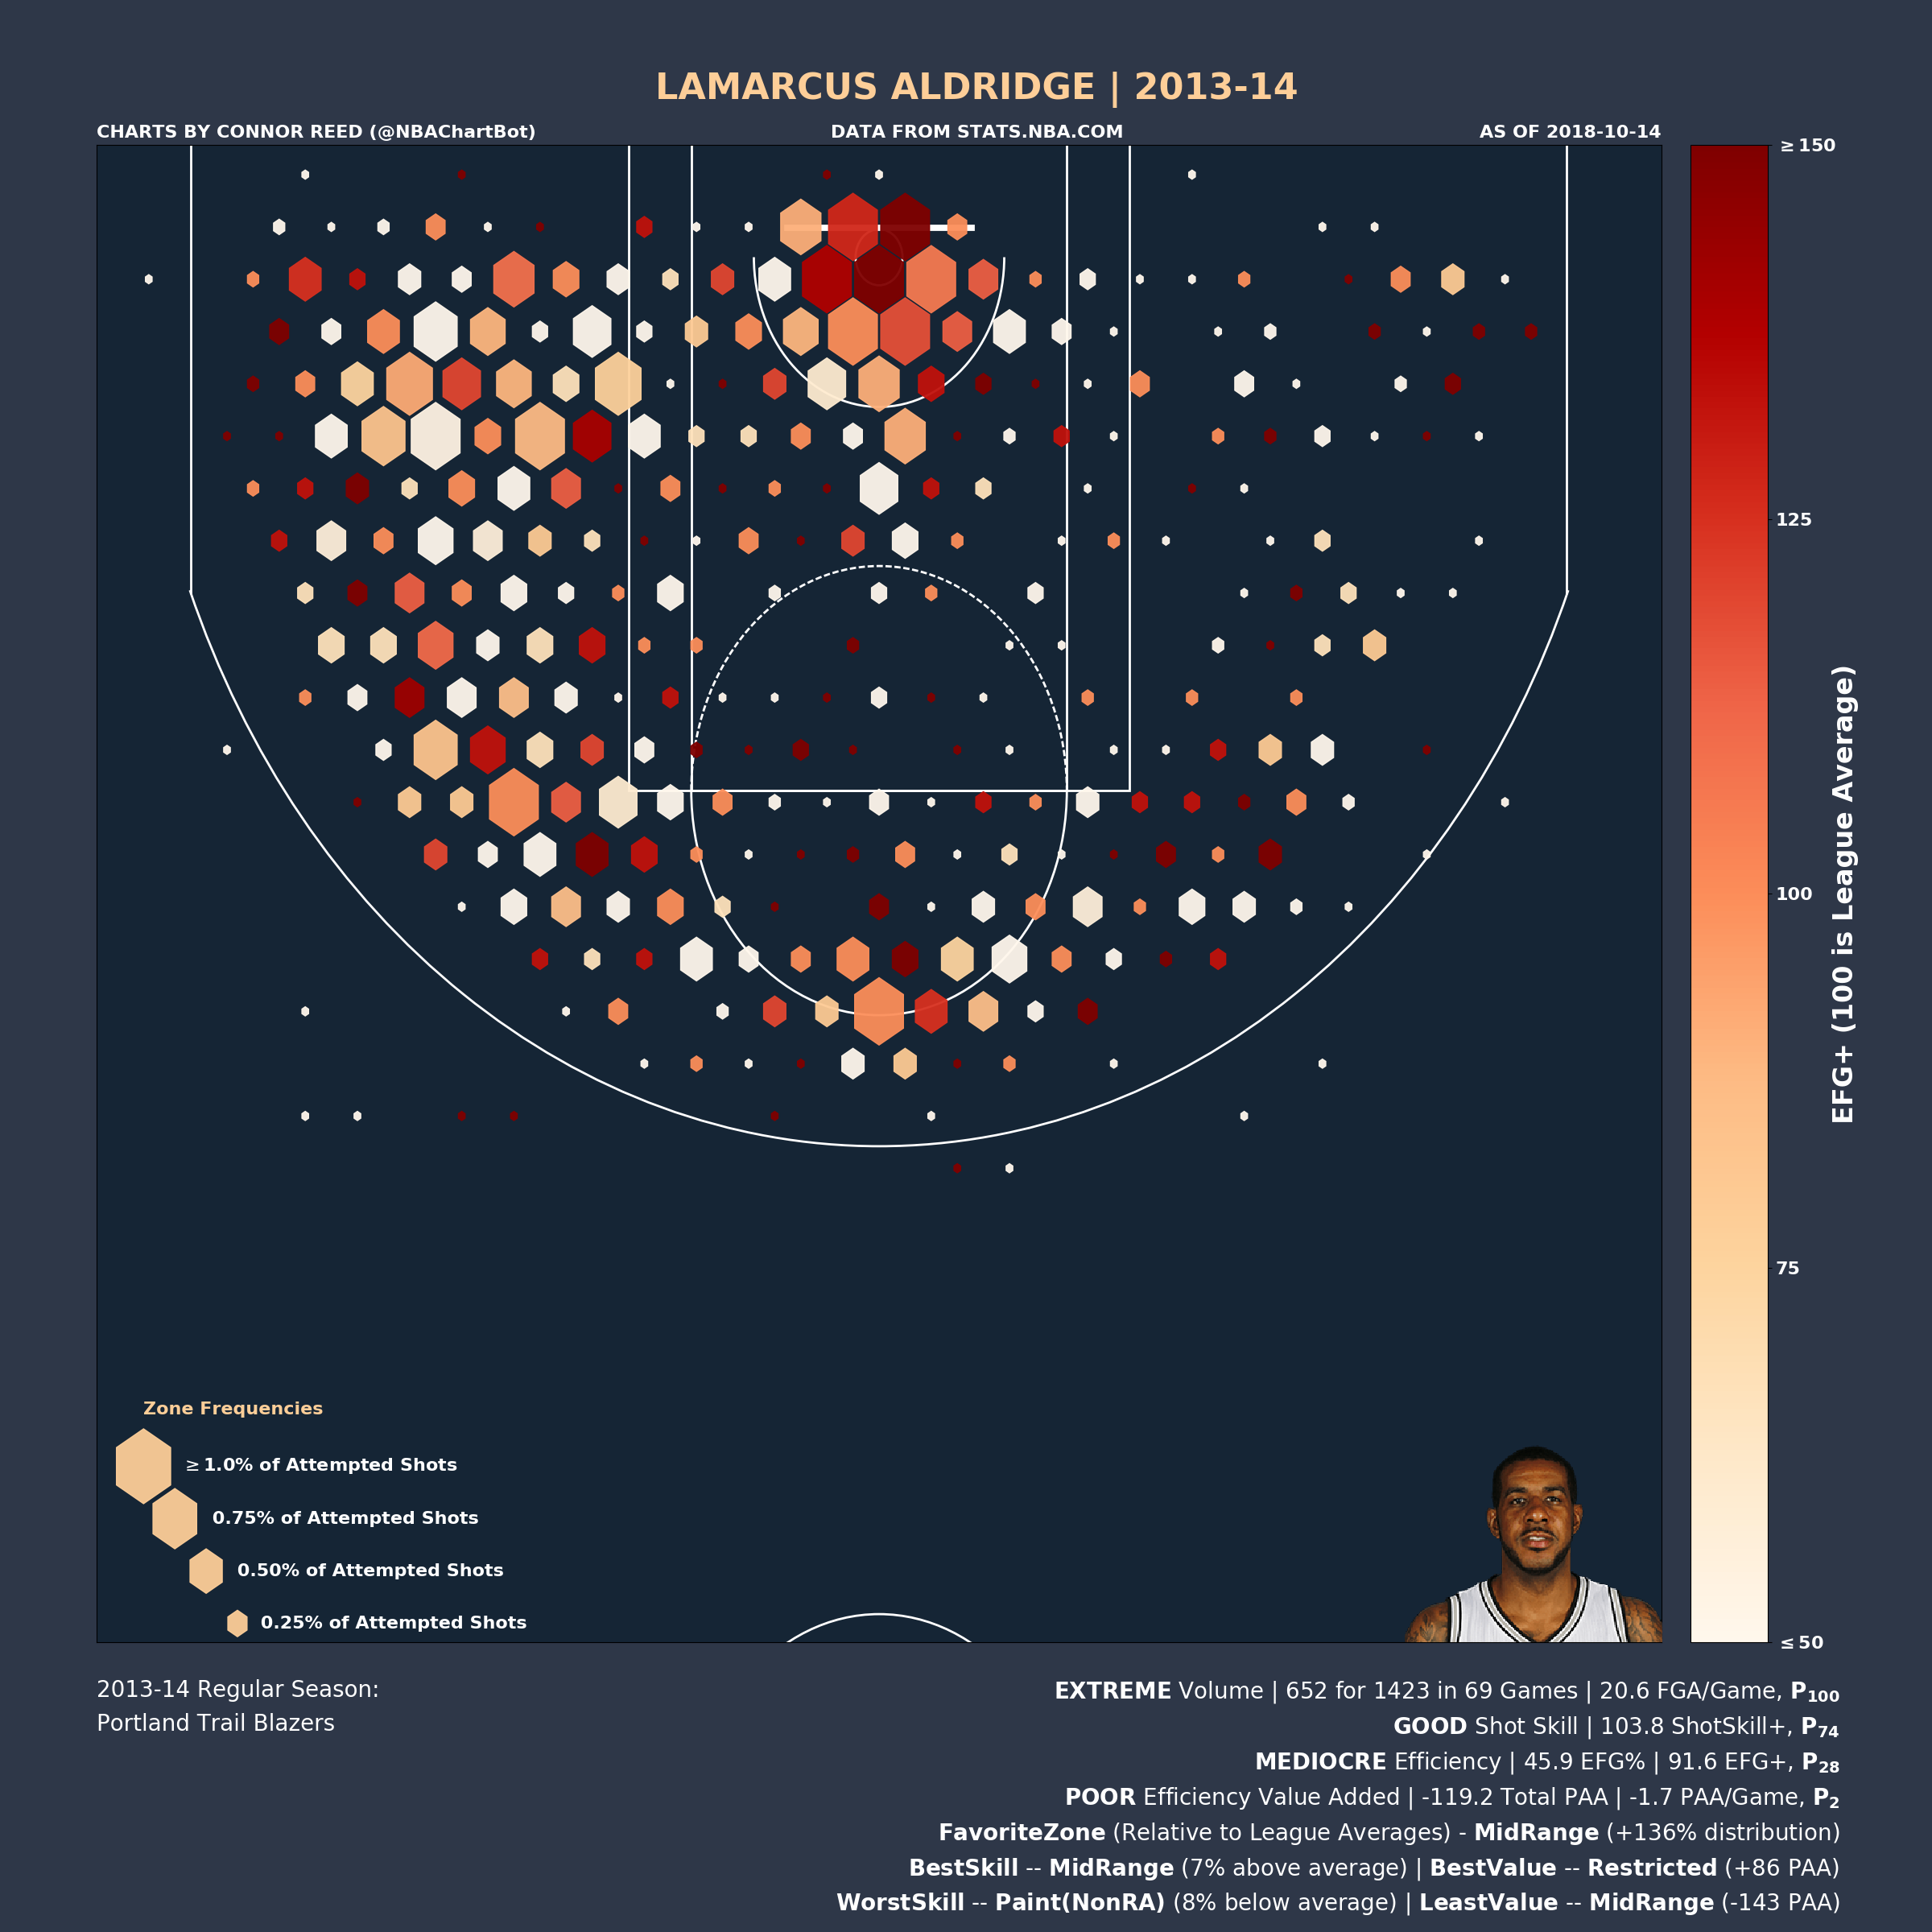 LAMARCUS ALDRIDGE | 2013-14
CHARTS BY CONNOR REED (@NBAChartBot)
DATA FROM STATS.NBA.COM
AS OF 2018-10-14
≥ 150
125
100
75
≤ 50
EFG+ (100 is League Average)
Zone Frequencies
≥ 1.0% of Attempted Shots
0.75% of Attempted Shots
0.50% of Attempted Shots
0.25% of Attempted Shots
2013-14 Regular Season:
Portland Trail Blazers
EXTREME Volume | 652 for 1423 in 69 Games | 20.6 FGA/Game, P100
GOOD Shot Skill | 103.8 ShotSkill+, P74
MEDIOCRE Efficiency | 45.9 EFG% | 91.6 EFG+, P28
POOR Efficiency Value Added | -119.2 Total PAA | -1.7 PAA/Game, P2
FavoriteZone (Relative to League Averages) - MidRange (+136% distribution)
BestSkill -- MidRange (7% above average) | BestValue -- Restricted (+86 PAA)
WorstSkill -- Paint(NonRA) (8% below average) | LeastValue -- MidRange (-143 PAA)